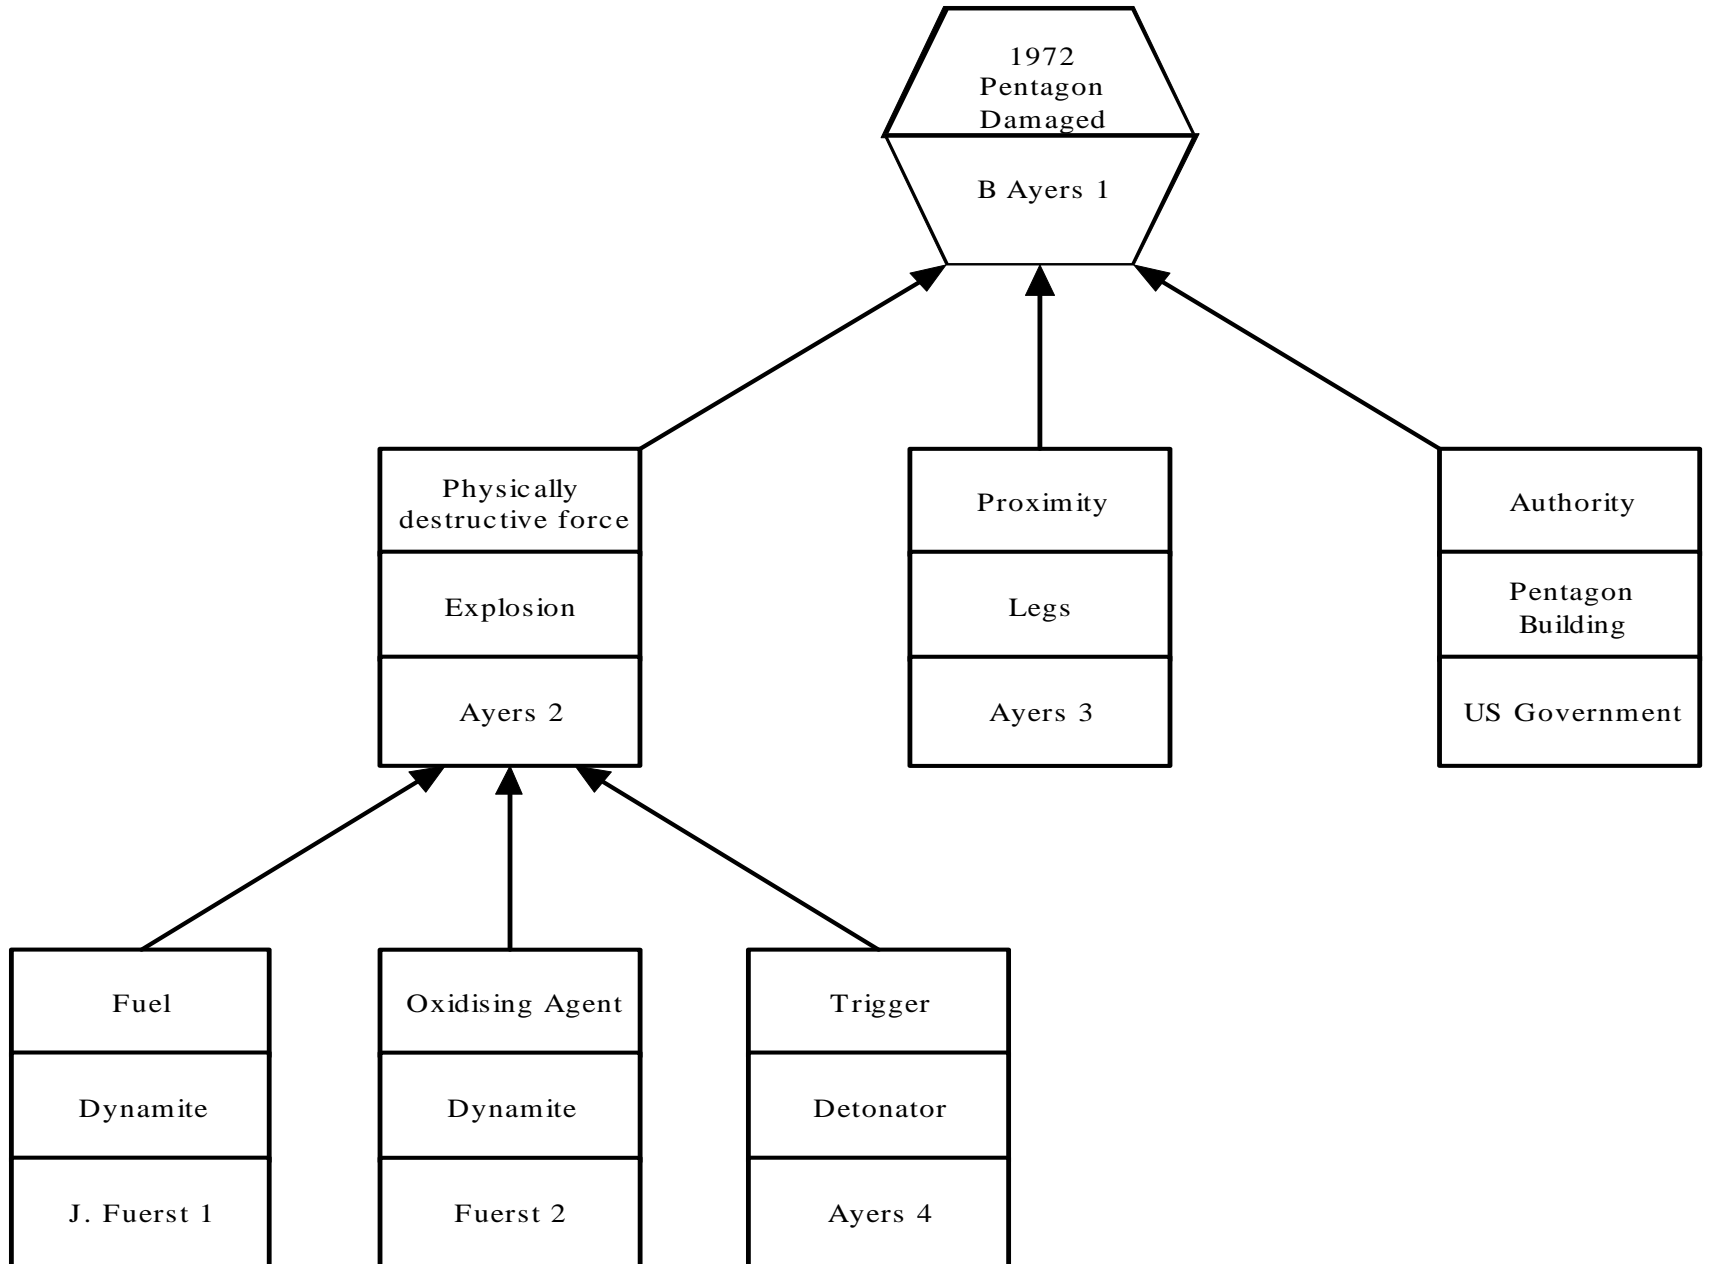 1972
Pentagon
Damaged
B Ayers 1
Physically
destructive force
Explosion
Ayers 2
Proximity
Legs
Ayers 3
Authority
Pentagon
Building
US Government
Fuel
Dynamite
J. Fuerst 1
Oxidising Agent
Dynamite
Fuerst 2
Trigger
Detonator
Ayers 4